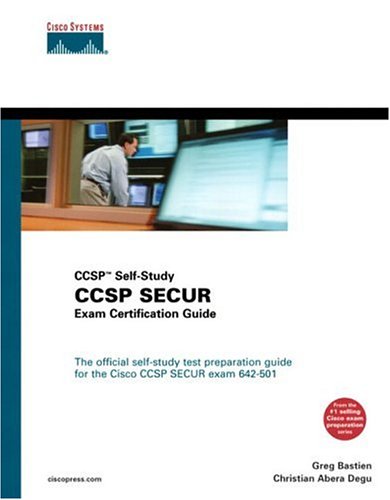 CISCO SYSTEMS
CCSP™ Self-Study
CCSP SECUR
Exam Certification Guide
The official self-study test preparation guide
for the Cisco CCSP SECUR exam 642-501
From the
#1 selling
Cisco exam
preparation
series
Greg Bastien
ciscopress.com
Christian Abera Degu